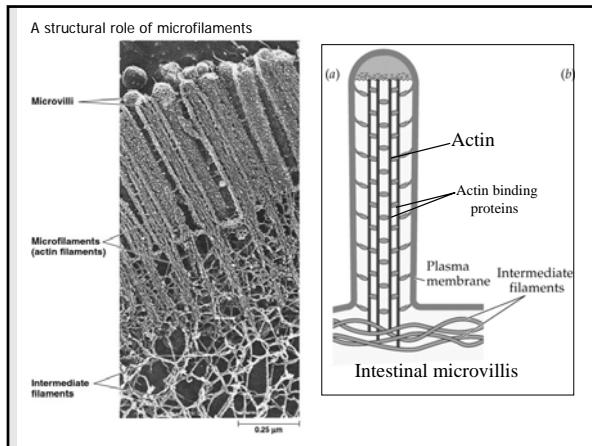 A structural role of microfilaments
Microvilli
Microfilaments
(actin filaments)
Intermediate
filaments
0.25 µm
(a)
(b)
Actin
Actin binding
proteins
Plasma
membrane
Intermediate
filaments
Intestinal microvillis